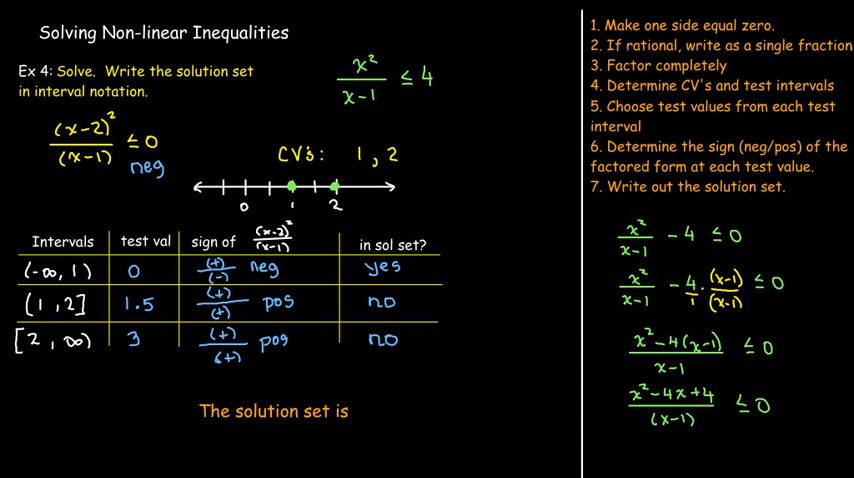 Solving Non-linear Inequalities
Ex 4: Solve. Write the solution set
in interval notation.
x²/(x-1) ≤ 4
(x-2)²/(x-1) ≤ 0
neg
CV's: 1, 2
0 1 2
Intervals test val sign of (x-2)²/(x-1) in sol set?
(-∞, 1) 0 (+)/(-) neg yes
(1, 2] 1.5 (+)/(+) pos no
[2, ∞) 3 (+)/(+) pos no
The solution set is
1. Make one side equal zero.
2. If rational, write as a single fraction
3. Factor completely
4. Determine CV's and test intervals
5. Choose test values from each test
interval
6. Determine the sign (neg/pos) of the
factored form at each test value.
7. Write out the solution set.
x²/(x-1) - 4 ≤ 0
x²/(x-1) - 4/1 · (x-1)/(x-1) ≤ 0
(x² - 4(x-1))/(x-1) ≤ 0
(x² - 4x + 4)/(x-1) ≤ 0